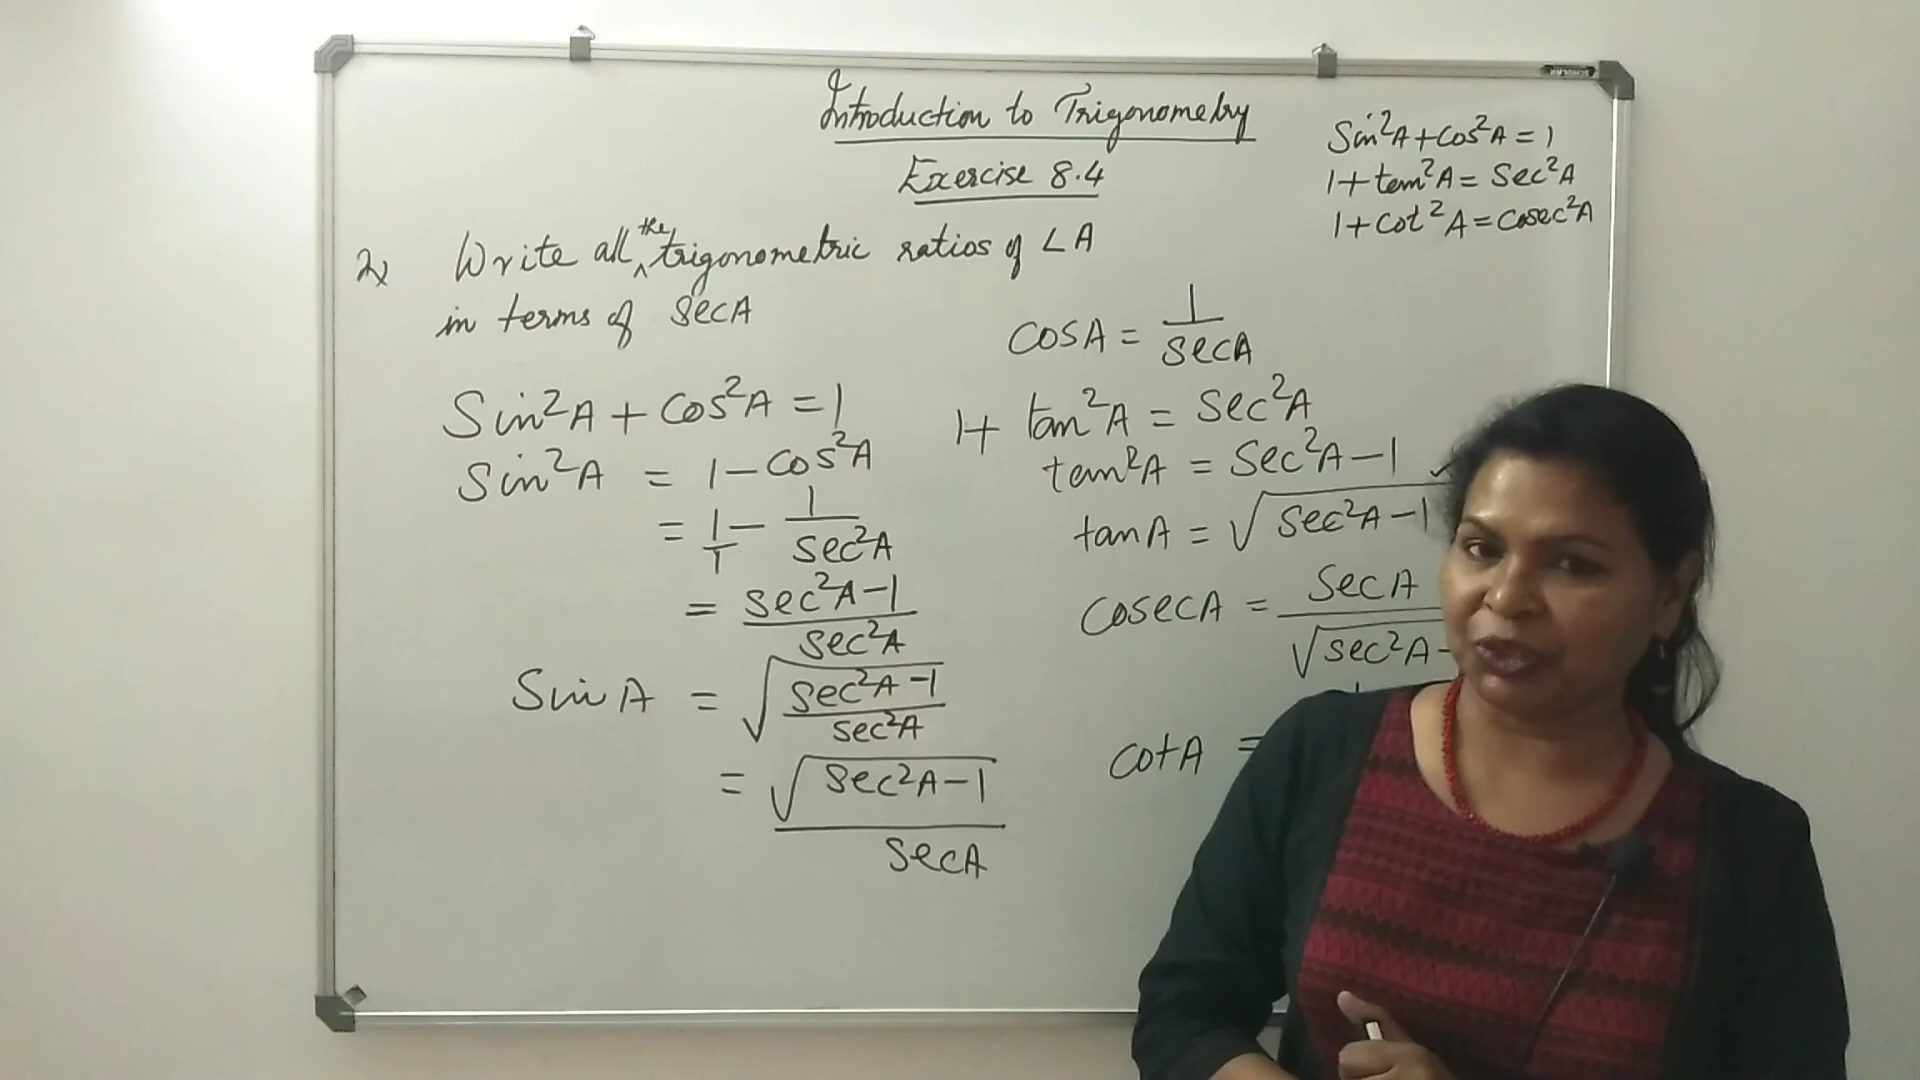 Introduction to Trigonometry
Exercise 8.4
Sin²A + Cos²A = 1
1 + tan²A = Sec²A
1 + Cot²A = Cosec²A
2) Write all the trigonometric ratios of ∠A
in terms of SecA
Sin²A + Cos²A = 1
Sin²A = 1 - Cos²A
= 1/1 - 1/sec²A
= sec²A - 1 / sec²A
Sin A = √(sec²A - 1 / sec²A)
= √(sec²A - 1) / secA
COSA = 1/secA
1 + tan²A = Sec²A
tan²A = Sec²A - 1 ✓
tanA = √(Sec²A - 1)
CosecA = SecA / √sec²A -
cotA =